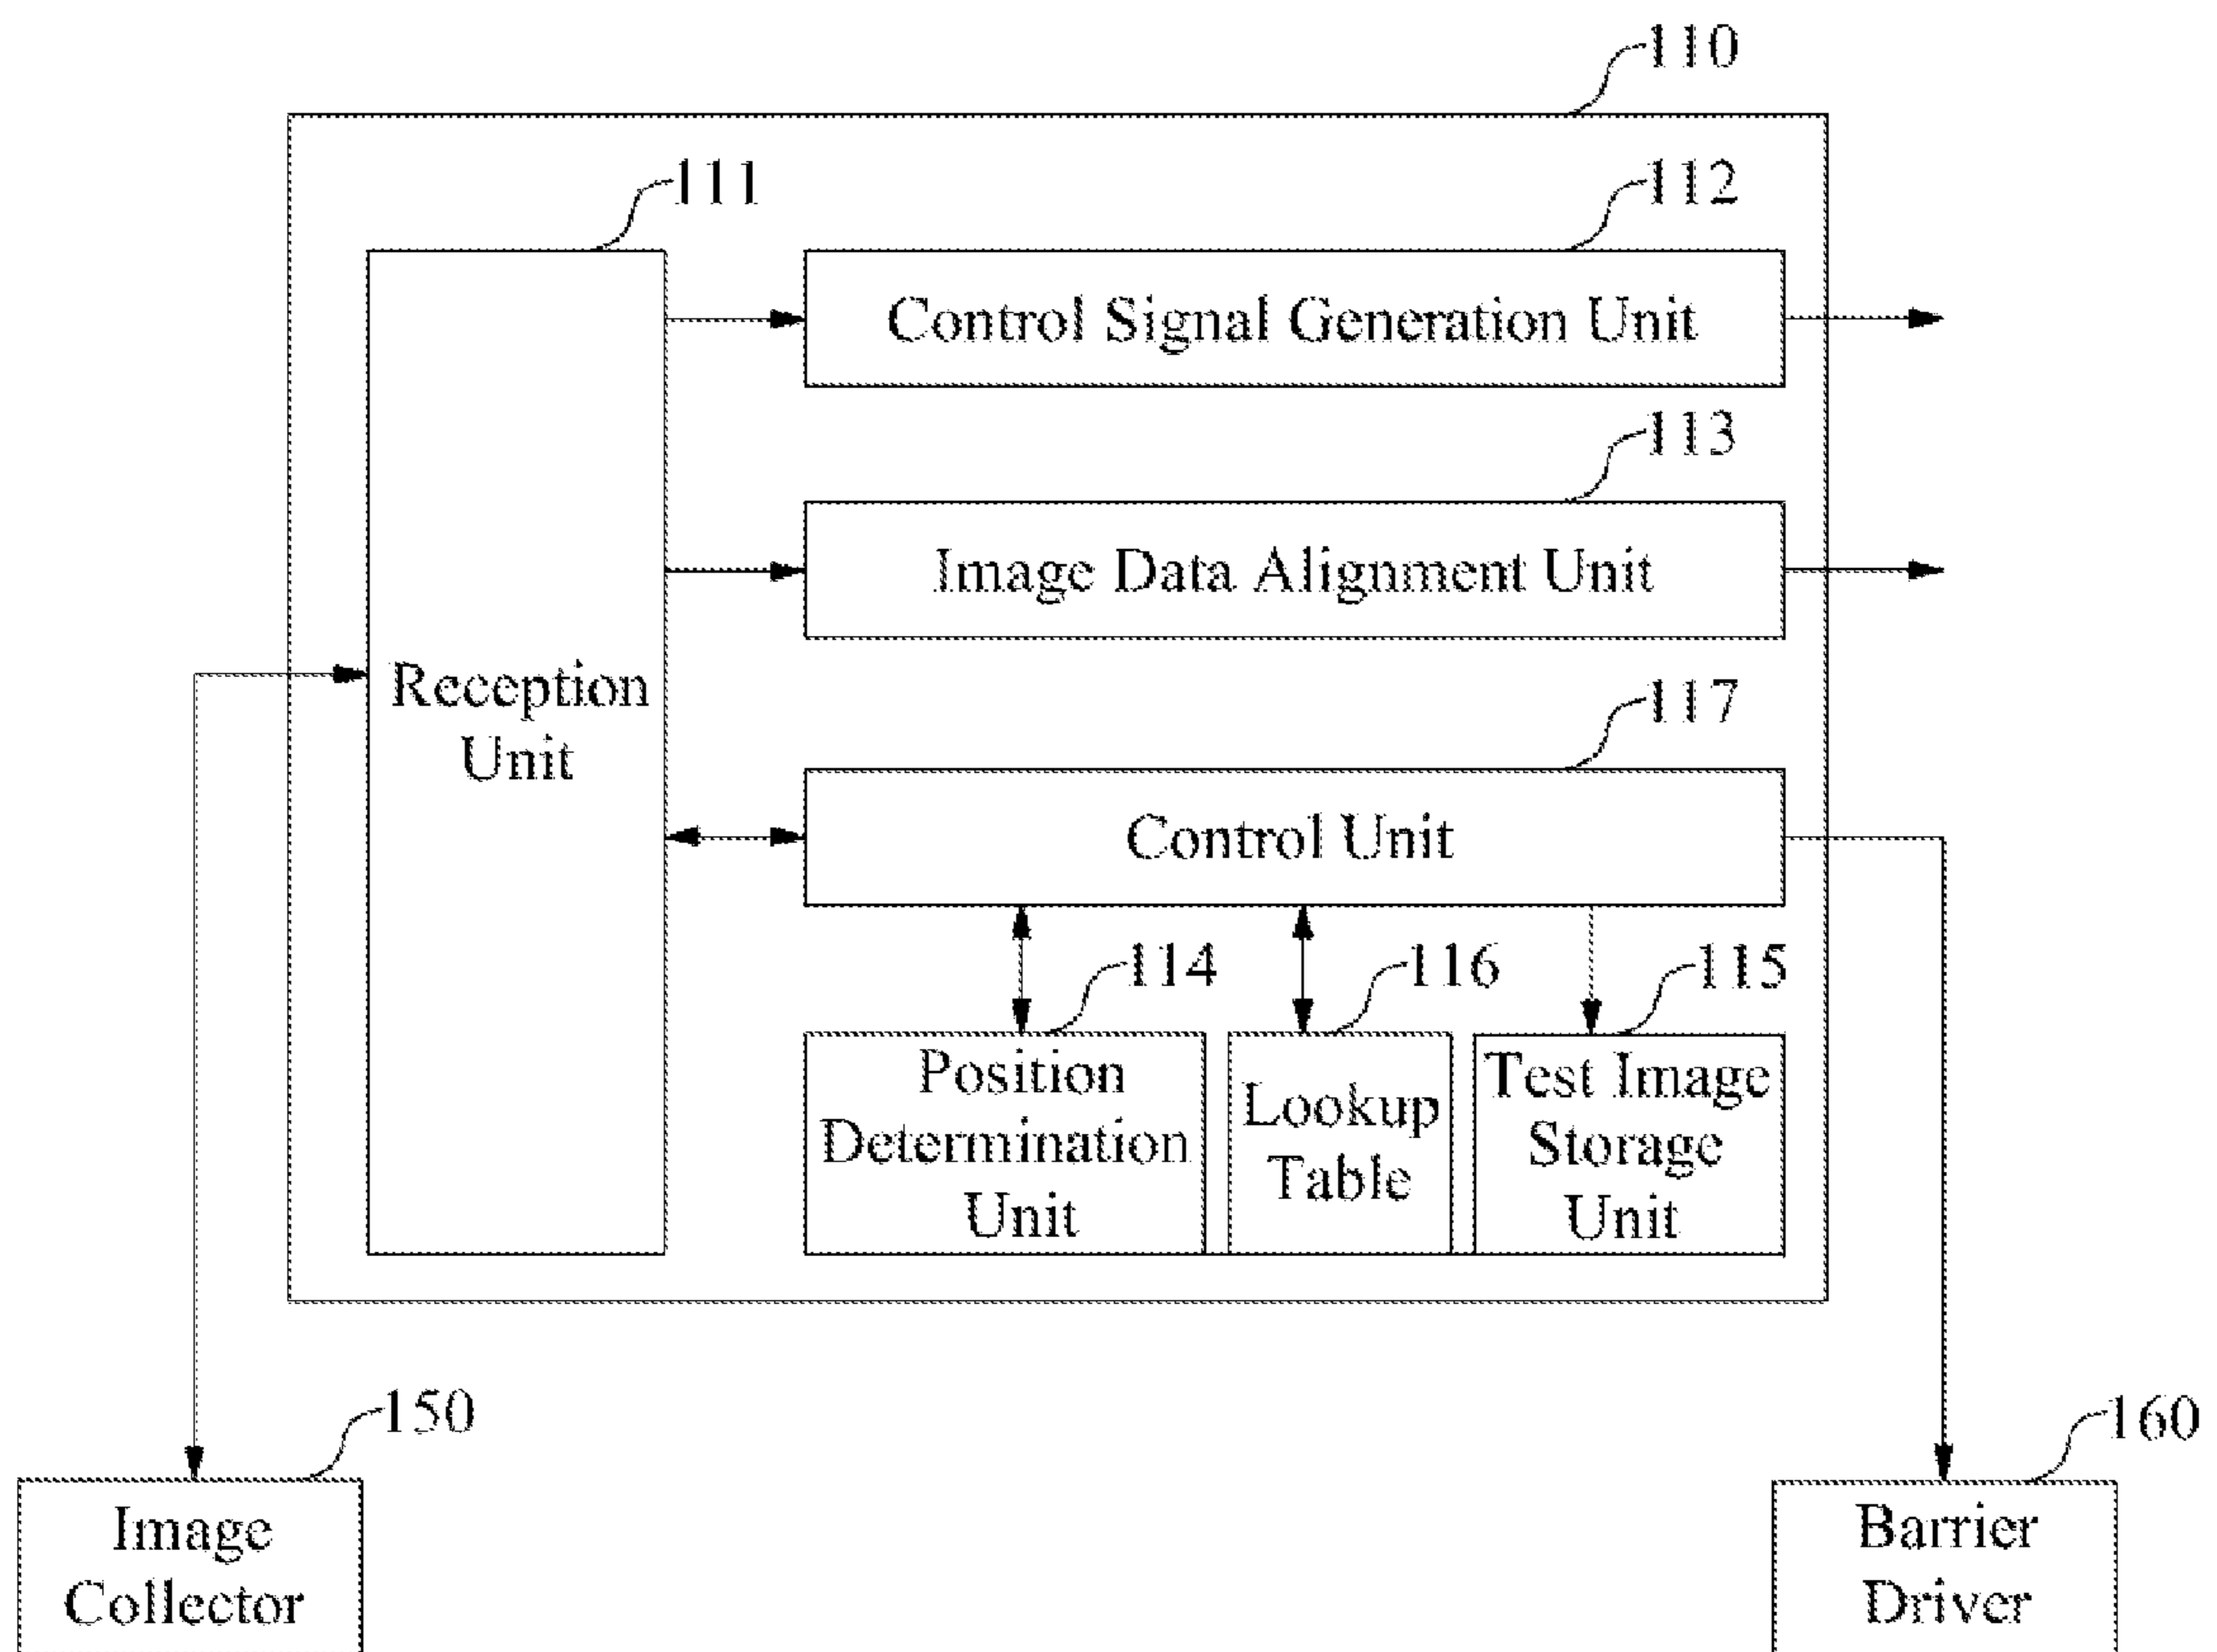 110
111
112
Control Signal Generation Unit
113
Image Data Alignment Unit
Reception
Unit
117
Control Unit
114
116
115
Position
Determination
Unit
Lookup
Table
Test Image
Storage
Unit
150
Image
Collector
160
Barrier
Driver